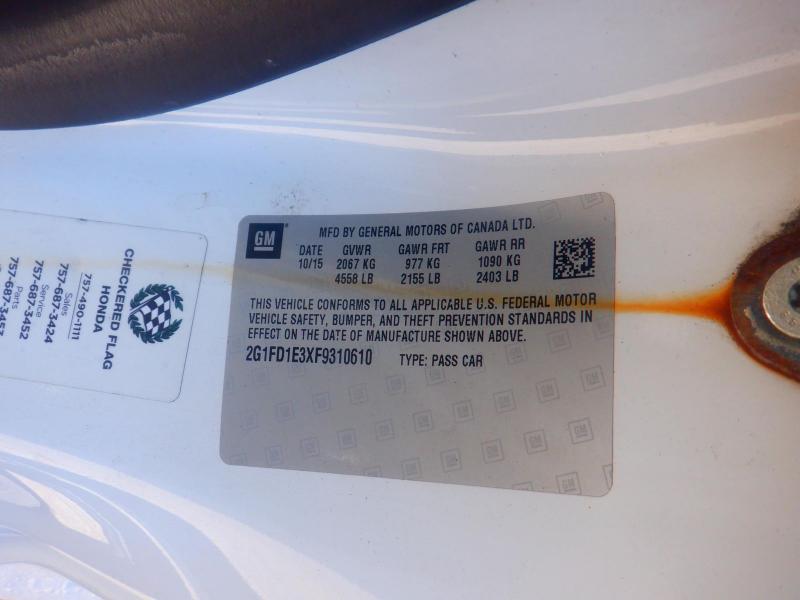 GM
MFD BY GENERAL MOTORS OF CANADA LTD.
DATE GVWR GAWR FRT GAWR RR
10/15 2067 KG 977 KG 1090 KG
4558 LB 2155 LB 2403 LB
THIS VEHICLE CONFORMS TO ALL APPLICABLE U.S. FEDERAL MOTOR
VEHICLE SAFETY, BUMPER, AND THEFT PREVENTION STANDARDS IN
EFFECT ON THE DATE OF MANUFACTURE SHOWN ABOVE.
2G1FD1E3XF9310610 TYPE: PASS CAR
CHECKERED FLAG
HONDA
757-490-1111
Sales
757-687-3424
Service
757-687-3452
Parts